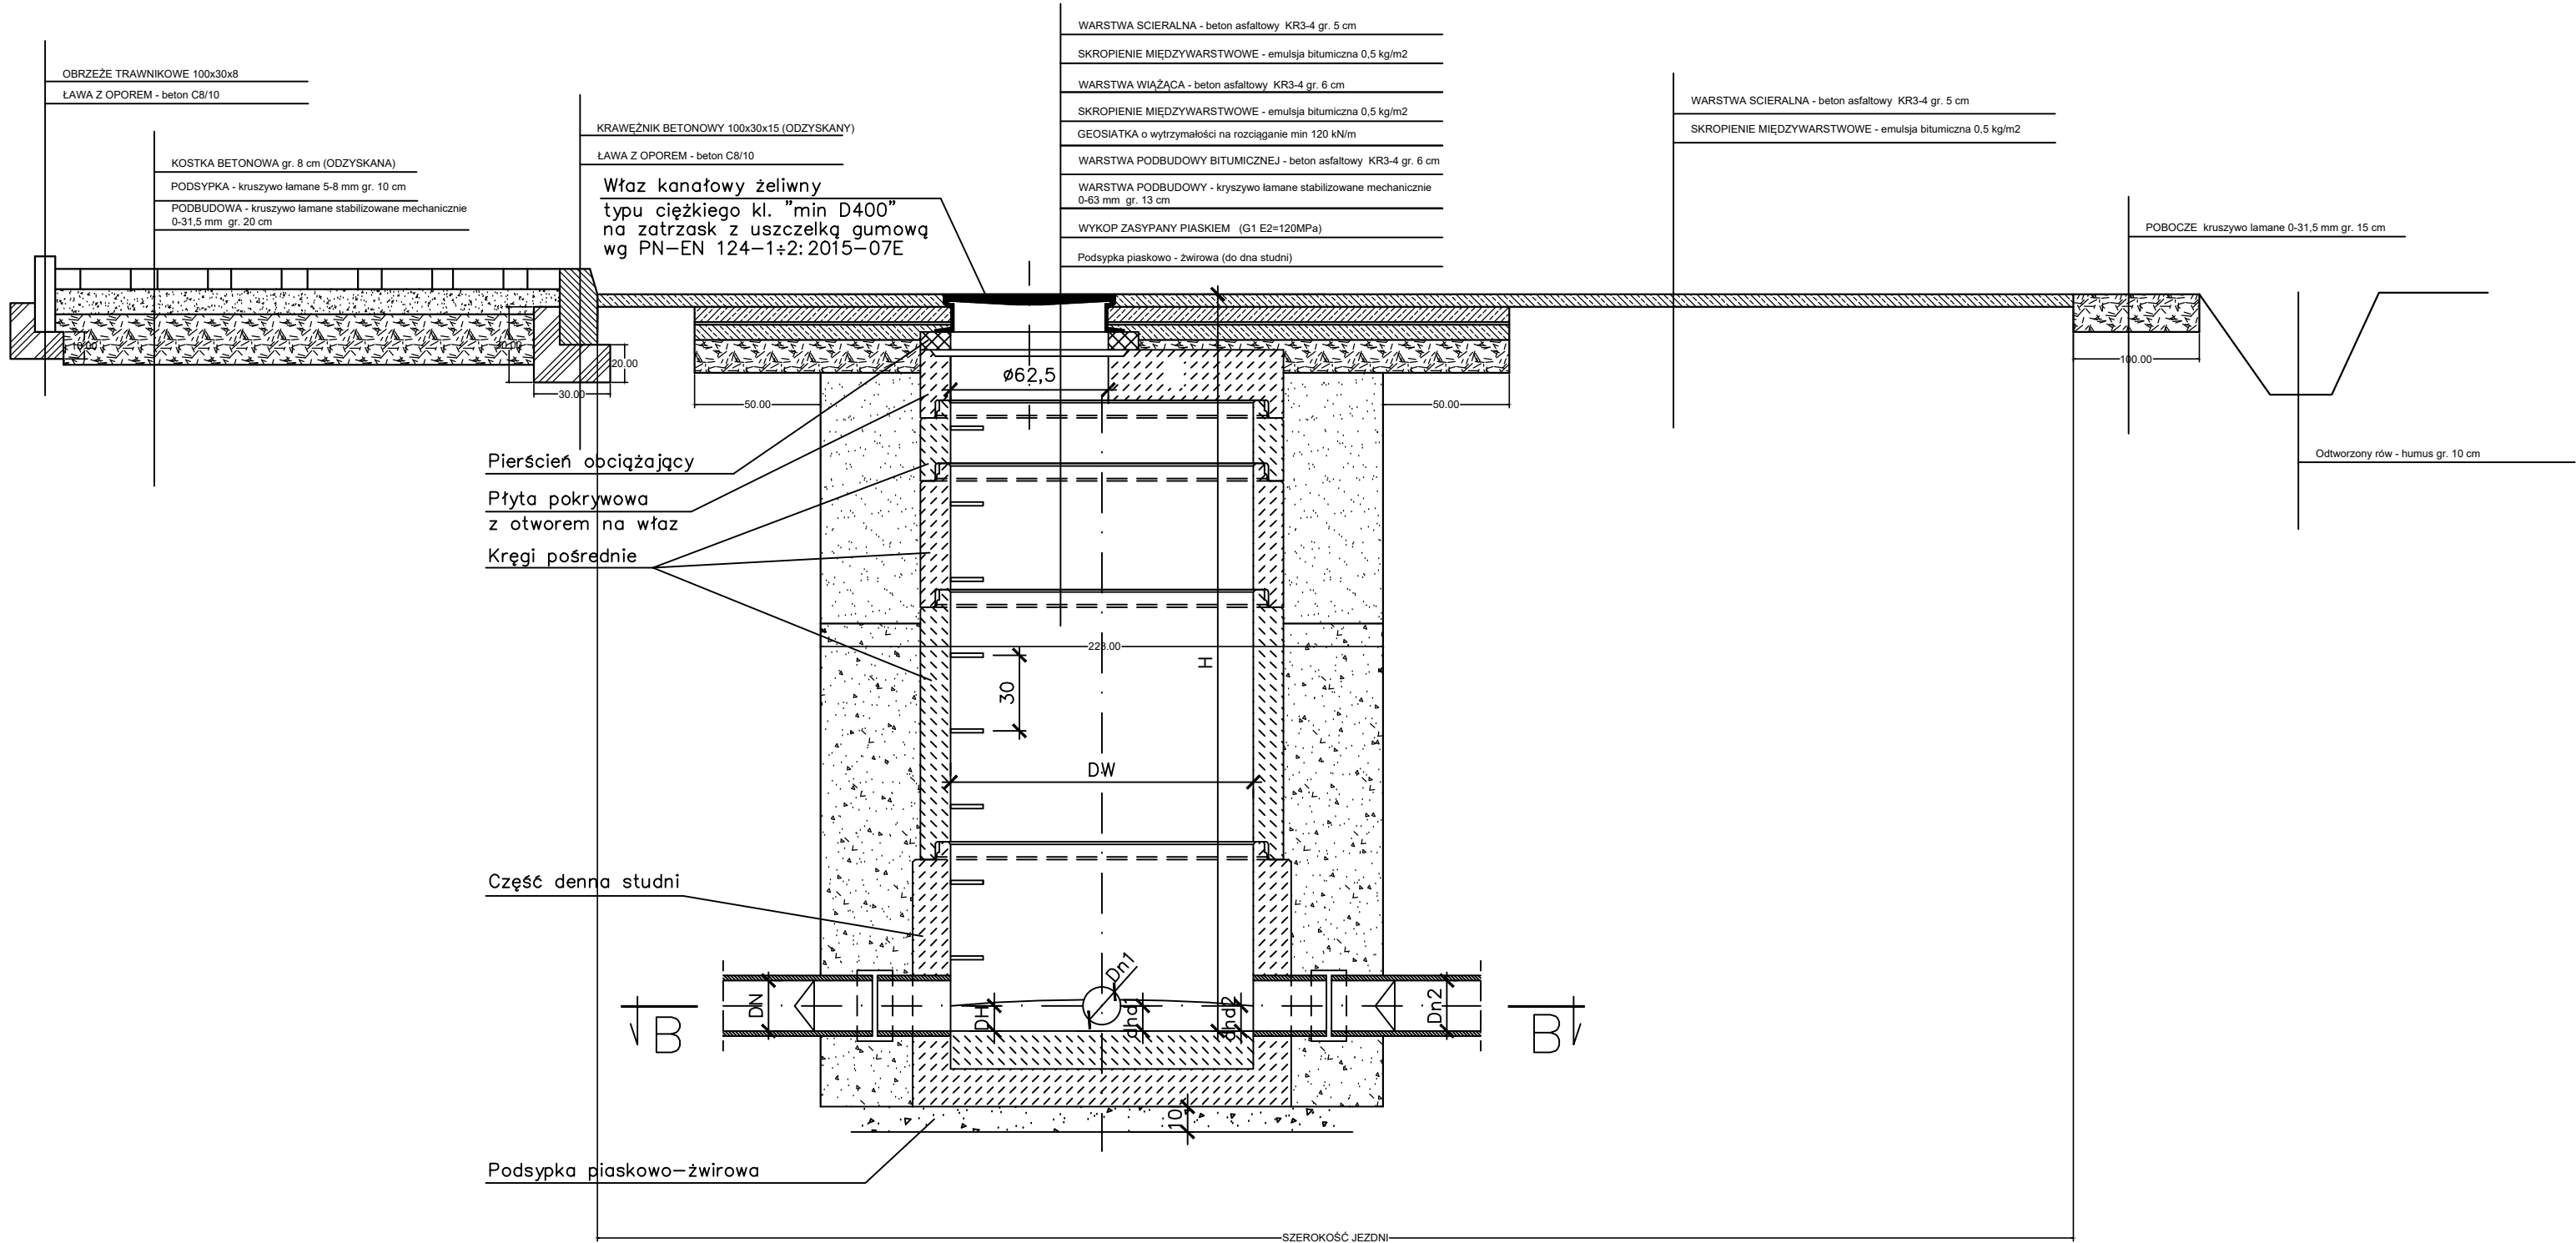 WARSTWA SCIERALNA - beton asfaltowy KR3-4 gr. 5 cm
SKROPIENIE MIĘDZYWARSTWOWE - emulsja bitumiczna 0,5 kg/m2
WARSTWA WIĄŻĄCA - beton asfaltowy KR3-4 gr. 6 cm
SKROPIENIE MIĘDZYWARSTWOWE - emulsja bitumiczna 0,5 kg/m2
GEOSIATKA o wytrzymałości na rozciąganie min 120 kN/m
WARSTWA PODBUDOWY BITUMICZNEJ - beton asfaltowy KR3-4 gr. 6 cm
WARSTWA PODBUDOWY - kryszywo łamane stabilizowane mechanicznie
0-63 mm gr. 13 cm
WYKOP ZASYPANY PIASKIEM (G1 E2=120MPa)
Podsypka piaskowo - żwirowa (do dna studni)
OBRZEŻE TRAWNIKOWE 100x30x8
ŁAWA Z OPOREM - beton C8/10
KOSTKA BETONOWA gr. 8 cm (ODZYSKANA)
PODSYPKA - kruszywo łamane 5-8 mm gr. 10 cm
PODBUDOWA - kruszywo łamane stabilizowane mechanicznie
0-31,5 mm gr. 20 cm
KRAWĘŻNIK BETONOWY 100x30x15 (ODZYSKANY)
ŁAWA Z OPOREM - beton C8/10
Właz kanałowy żeliwny
typu ciężkiego kl. "min D400"
na zatrzask z uszczelką gumową
wg PN-EN 124-1÷2:2015-07E
WARSTWA SCIERALNA - beton asfaltowy KR3-4 gr. 5 cm
SKROPIENIE MIĘDZYWARSTWOWE - emulsja bitumiczna 0,5 kg/m2
POBOCZE kruszywo lamane 0-31,5 mm gr. 15 cm
Odtworzony rów - humus gr. 10 cm
10.00
30.00
20.00
30.00
50.00
ø62,5
50.00
100.00
Pierścień obciążający
Płyta pokrywowa
z otworem na właz
Kręgi pośrednie
228.00
H
30
DW
Część denna studni
B
DN
DH
Dn1
dhd1
dhd2
Dn2
B
10
Podsypka piaskowo-żwirowa
SZEROKOŚĆ JEZDNI